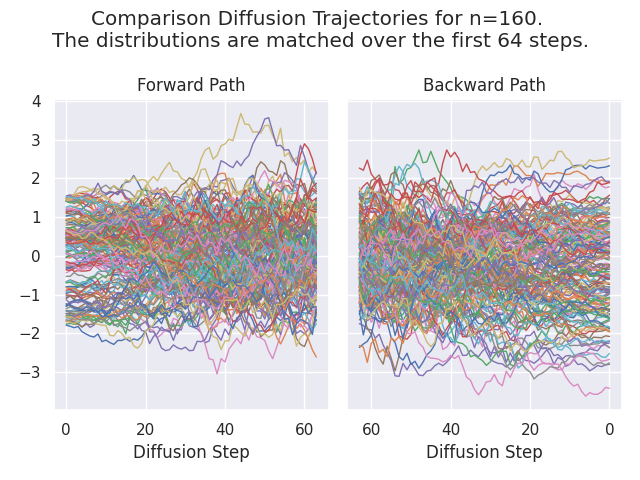 Comparison Diffusion Trajectories for n=160.
The distributions are matched over the first 64 steps.
Forward Path
Backward Path
4
3
2
1
0
−1
−2
−3
0
20
40
60
60
40
20
0
Diffusion Step
Diffusion Step